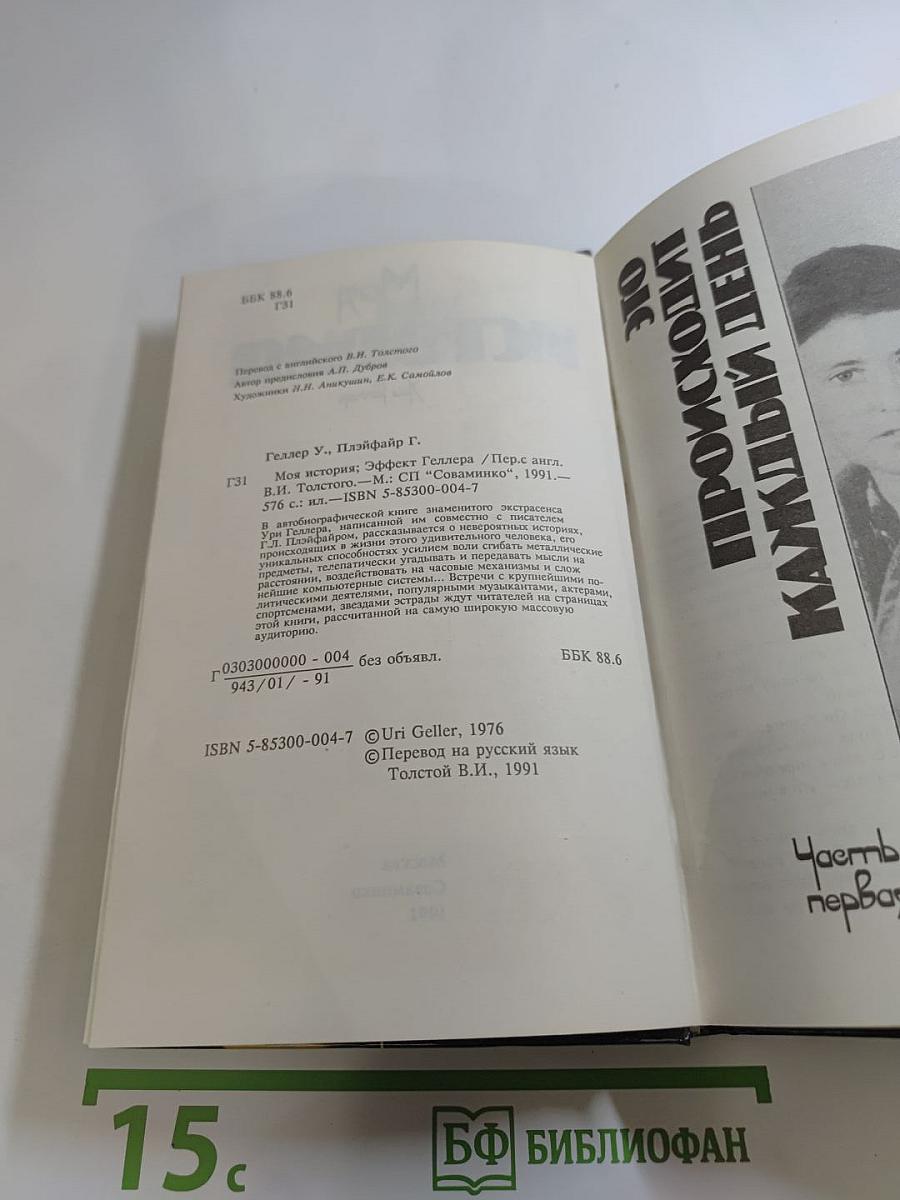 ББК 88.6
Г31
Перевод с английского В.И. Толстого
Автор предисловия А.П. Дубров
Художники Н.Н. Аникушин, Е.К. Самойлов
Геллер У., Плэйфайр Г.
Г31 Моя история; Эффект Геллера /Пер.с англ.
В.И. Толстого.—М.: СП "Соваминко", 1991.—
576 с.: ил.—ISBN 5-85300-004-7
В автобиографической книге знаменитого экстрасенса
Ури Геллера, написанной им совместно с писателем
Г.Л. Плэйфайром, рассказывается о невероятных историях,
происходящих в жизни этого удивительного человека, его
уникальных способностях усилием воли сгибать металлические
предметы, телепатически угадывать и передавать мысли на
расстоянии, воздействовать на часовые механизмы и слож
нейшие компьютерные системы... Встречи с крупнейшими по-
литическими деятелями, популярными музыкантами, актерами,
спортсменами, звездами эстрады ждут читателей на страницах
этой книги, рассчитанной на самую широкую массовую
аудиторию.
Г 0303000000 - 004 без объявл. ББК 88.6
943/01/ - 91
ISBN 5-85300-004-7 ©Uri Geller, 1976
©Перевод на русский язык
Толстой В.И., 1991
ЭТО
ПРОИСХОДИТ
КАЖДЫЙ ДЕНЬ
Часть
первая
15с
БФ БИБЛИОФАН